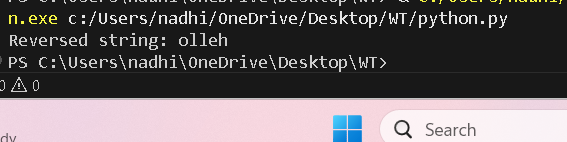 n.exe c:/Users/nadhi/OneDrive/Desktop/WT/python.py
Reversed string: olleh
PS C:\Users\nadhi\OneDrive\Desktop\WT>
0 0
dy
Search